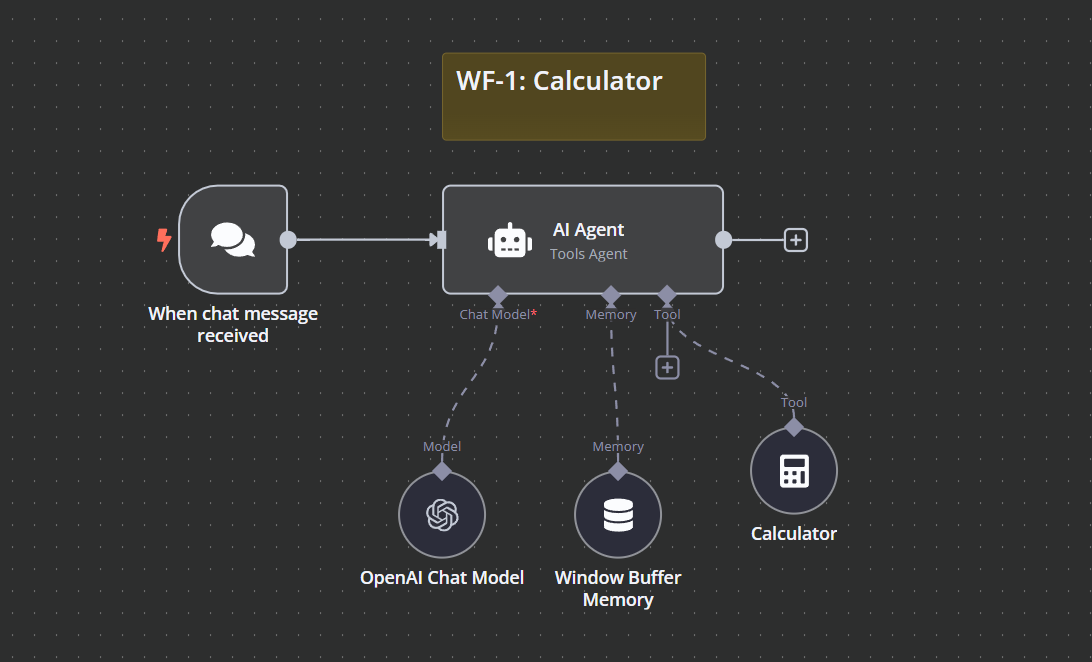 WF-1: Calculator
AI Agent
Tools Agent
When chat message
received
Chat Model*
Memory
Tool
Tool
Model
Memory
Calculator
OpenAI Chat Model
Window Buffer
Memory